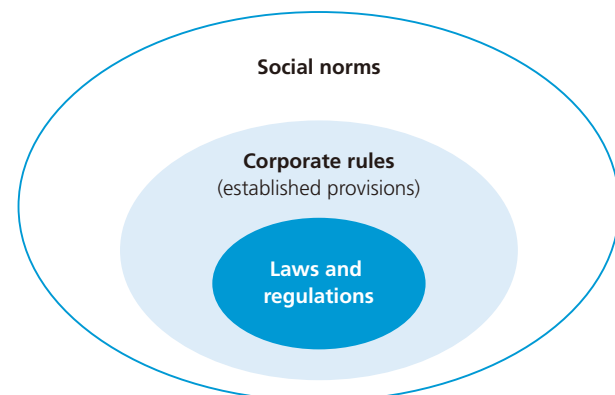 Social norms
Corporate rules
(established provisions)
Laws and
regulations